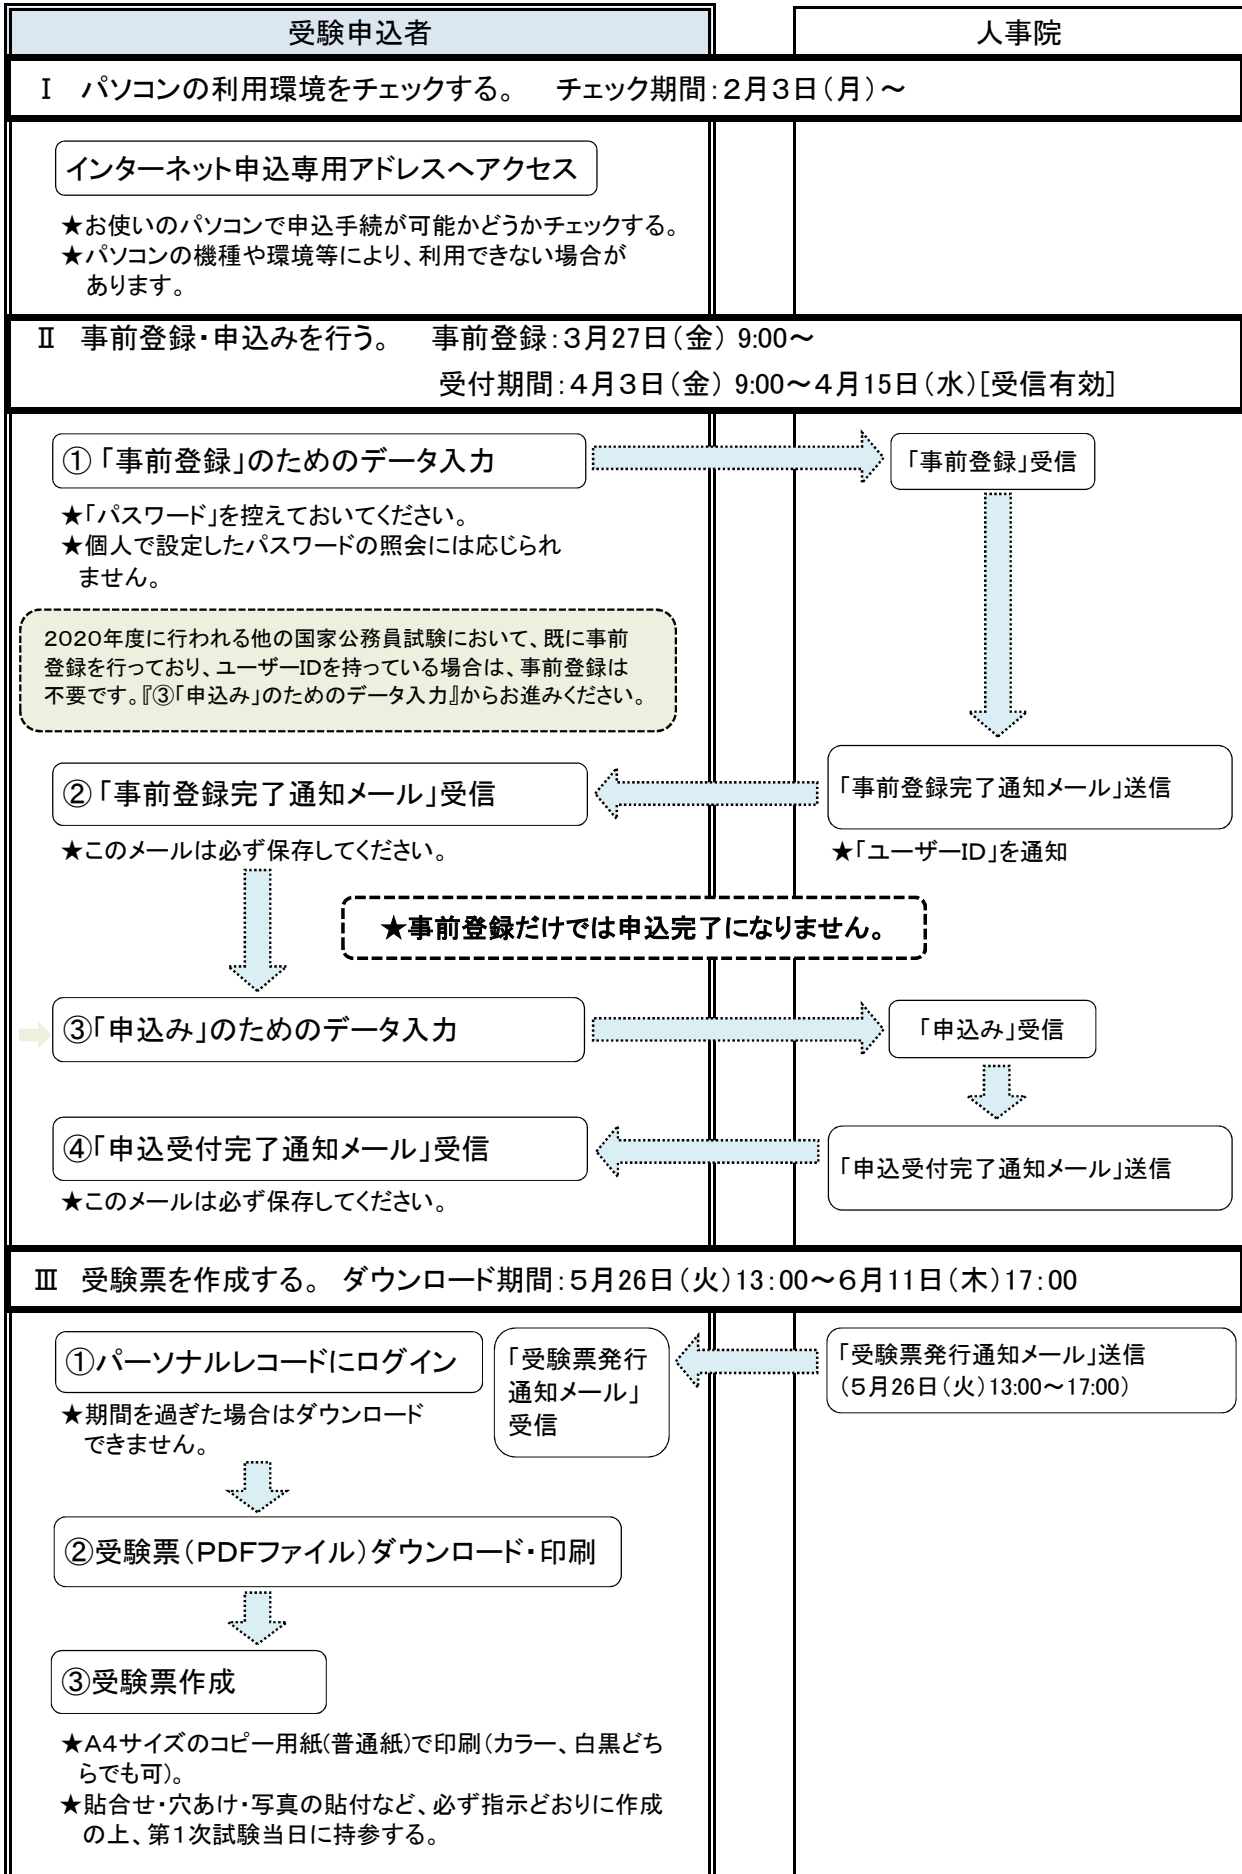 受験申込者
人事院
Ⅰ　パソコンの利用環境をチェックする。　チェック期間：２月３日（月）～
インターネット申込専用アドレスへアクセス
★お使いのパソコンで申込手続が可能かどうかチェックする。
★パソコンの機種や環境等により、利用できない場合が
あります。
Ⅱ　事前登録・申込みを行う。　事前登録：３月27日（金） 9:00～
受付期間：４月３日（金） 9:00～４月15日（水）[受信有効]
①「事前登録」のためのデータ入力
「事前登録」受信
★「パスワード」を控えておいてください。
★個人で設定したパスワードの照会には応じられ
ません。
２０２０年度に行われる他の国家公務員試験において、既に事前
登録を行っており、ユーザーIDを持っている場合は、事前登録は
不要です。『③「申込み」のためのデータ入力』からお進みください。
②「事前登録完了通知メール」受信
「事前登録完了通知メール」送信
★このメールは必ず保存してください。
★「ユーザーID」を通知
★事前登録だけでは申込完了になりません。
③「申込み」のためのデータ入力
「申込み」受信
④「申込受付完了通知メール」受信
「申込受付完了通知メール」送信
★このメールは必ず保存してください。
Ⅲ　受験票を作成する。　ダウンロード期間：５月26日（火）13：00～６月11日（木）17：00
①パーソナルレコードにログイン
「受験票発行
通知メール」
受信
「受験票発行通知メール」送信
（５月26日（火）13:00～17:00）
★期間を過ぎた場合はダウンロード
できません。
②受験票（ＰＤＦファイル）ダウンロード・印刷
③受験票作成
★Ａ４サイズのコピー用紙(普通紙)で印刷（カラー、白黒どち
らでも可）。
★貼合せ・穴あけ・写真の貼付など、必ず指示どおりに作成
の上、第１次試験当日に持参する。